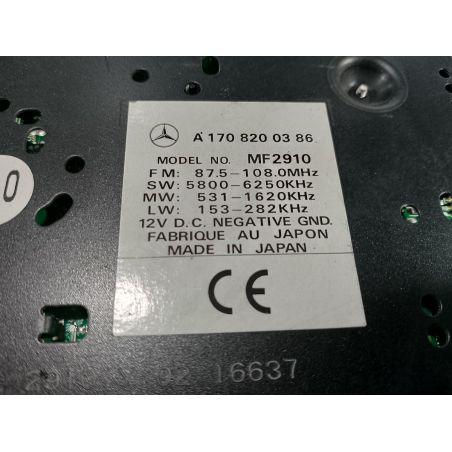 A 170 820 03 86
MODEL NO. MF2910
FM: 87.5-108.0MHz
SW: 5800-6250KHz
MW: 531-1620KHz
LW: 153-282KHz
12V D.C. NEGATIVE GND.
FABRIQUE AU JAPON
MADE IN JAPAN
CE
0
16637